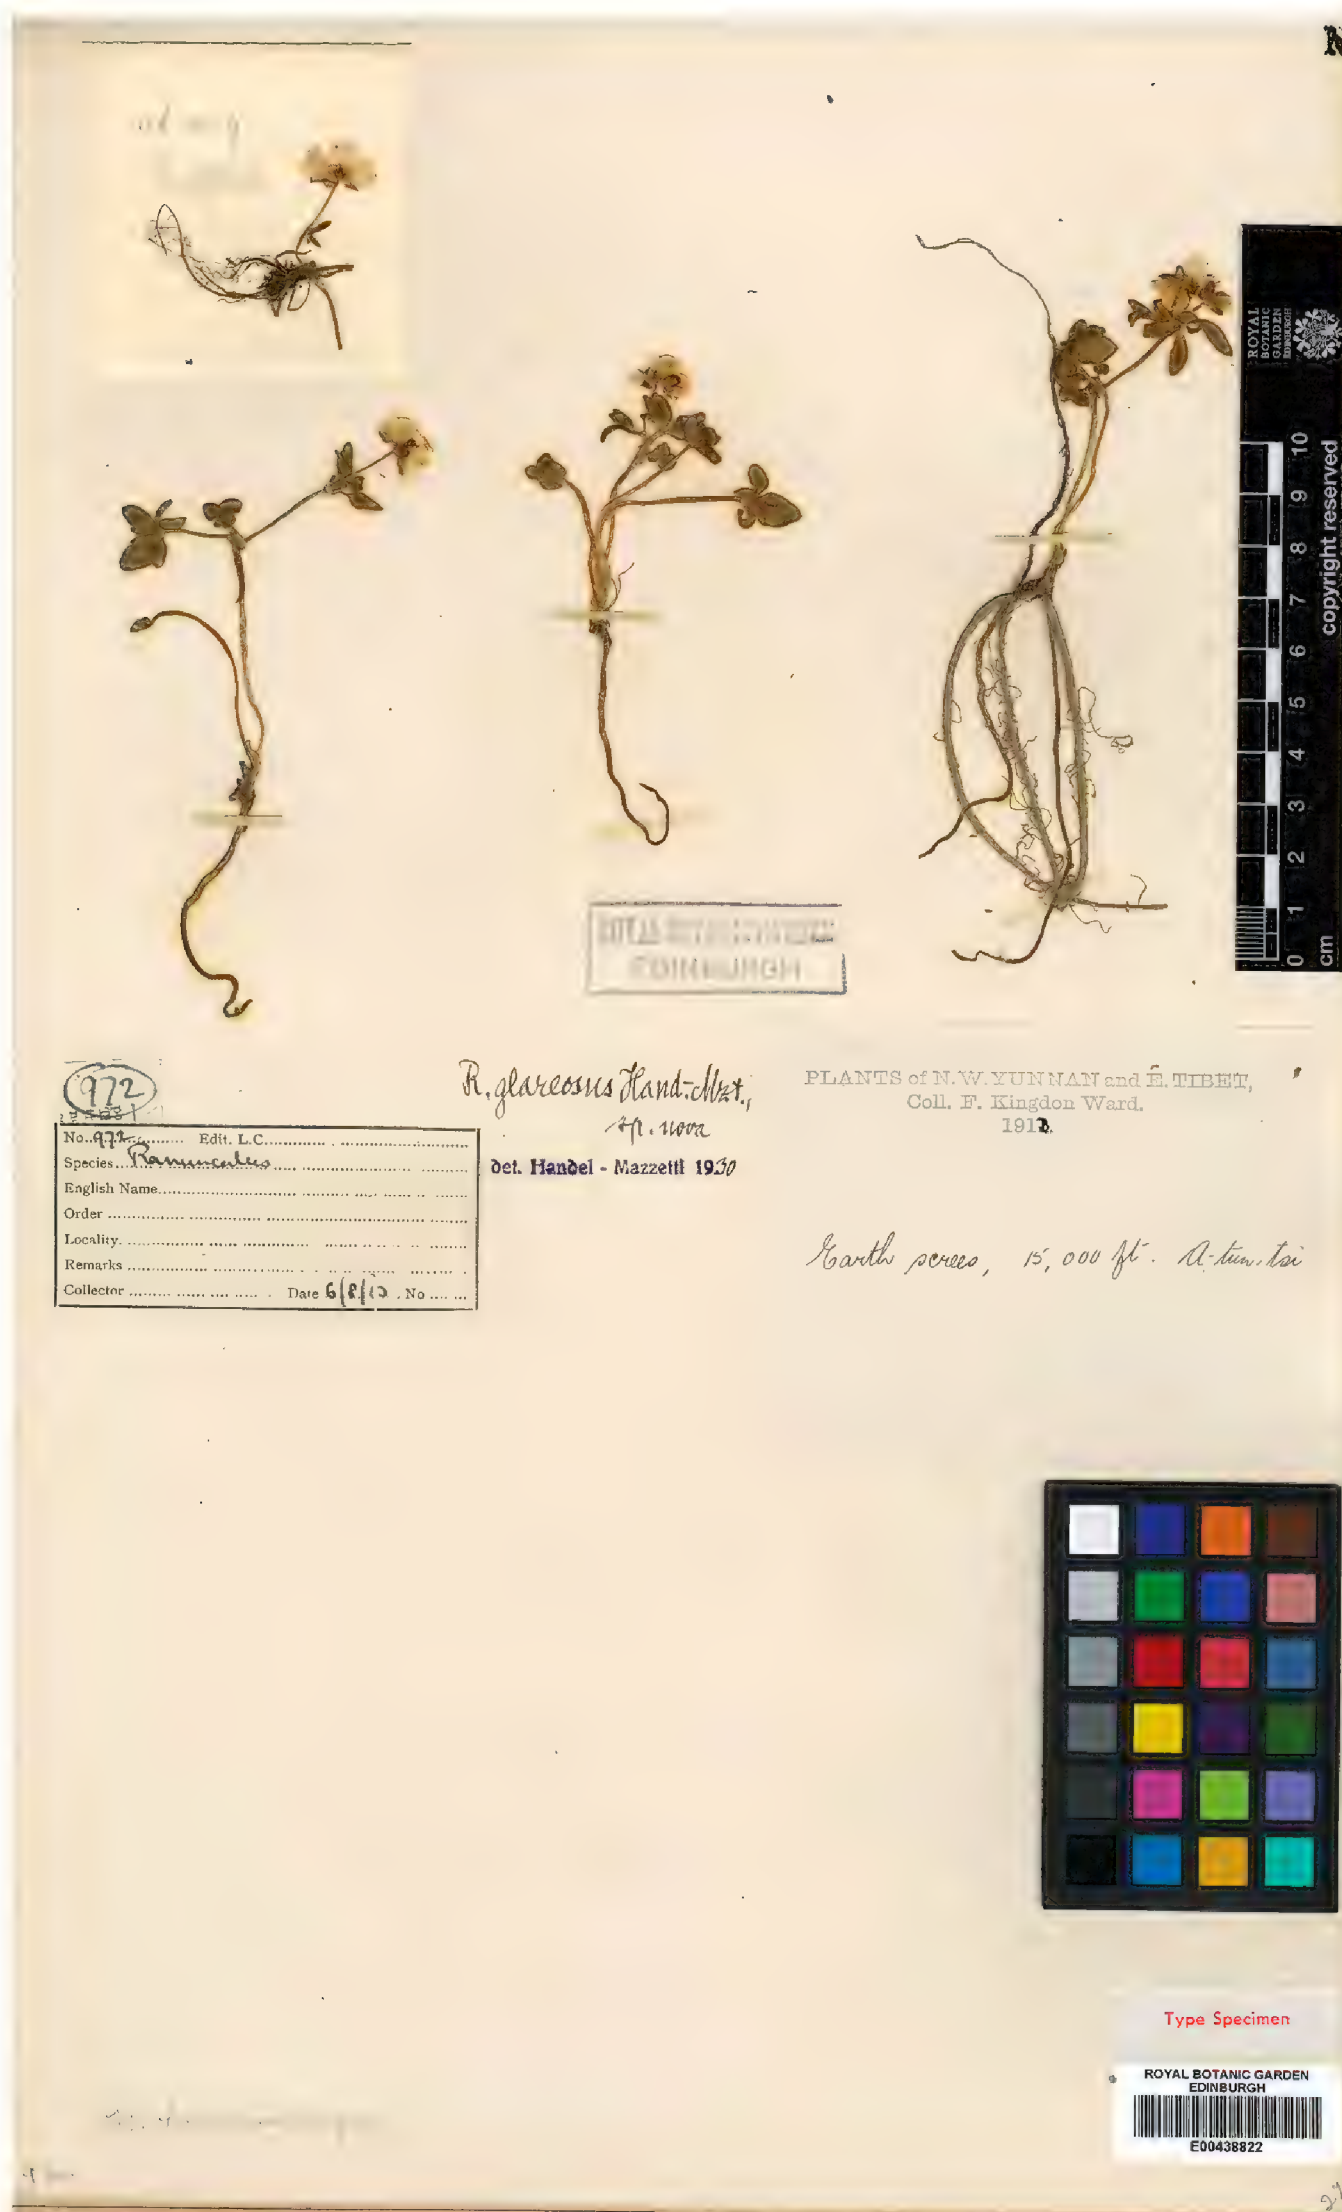 ROYAL
BOTANIC
GARDEN
EDINBURGH
10
9
8
7
6
5
4
3
2
1
0
cm
copyright reserved
EDINBURGH
972
No. 972 Edit. L.C.
Species Ranunculus
English Name
Order
Locality
Remarks
Collector Date 6/8/13 No
R. glareosus Hand.-Mzt.,
sp. nova
det. Handel - Mazzetti 1930
PLANTS of N.W. YUNNAN and E. TIBET,
Coll. F. Kingdon Ward.
1913.
Earth screes, 15,000 ft. A-tun-tsi
Type Specimen
ROYAL BOTANIC GARDEN
EDINBURGH
E00438822